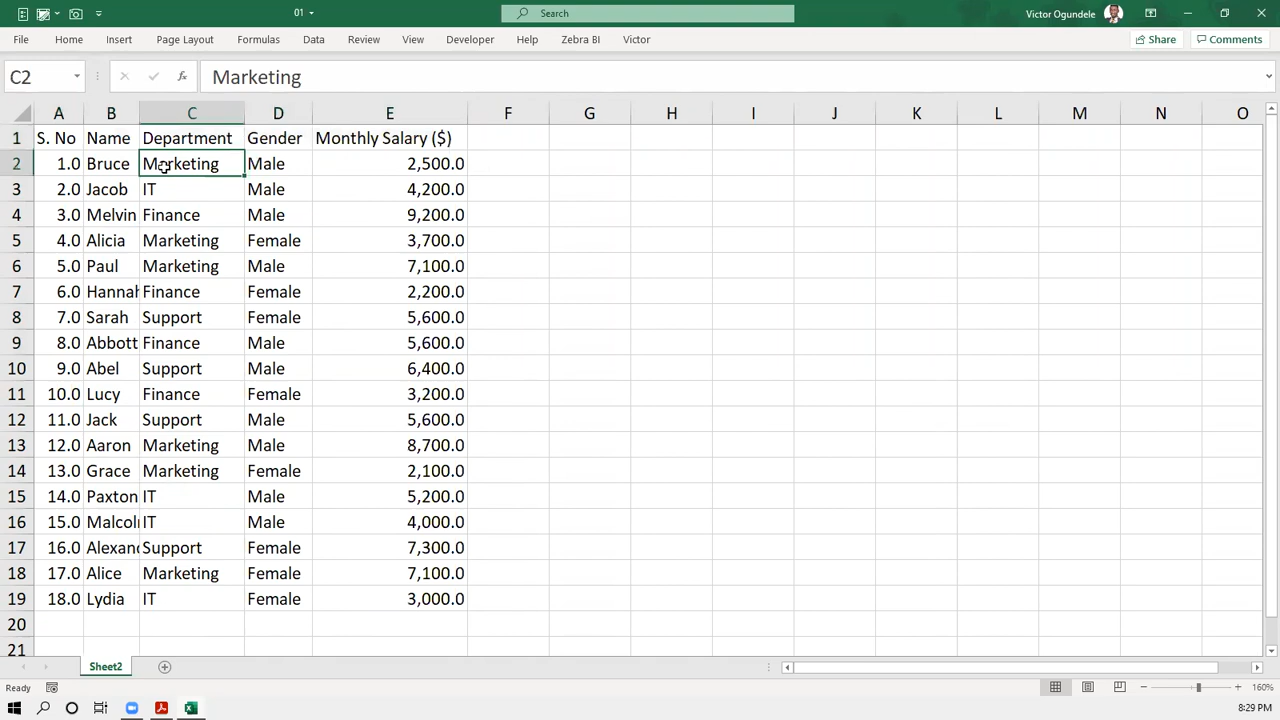 01
Search
Victor Ogundele
File Home Insert Page Layout Formulas Data Review View Developer Help Zebra BI Victor Share Comments
C2 fx Marketing
A B C D E F G H I J K L M N O
1 S. No Name Department Gender Monthly Salary ($)
2 1.0 Bruce Marketing Male 2,500.0
3 2.0 Jacob IT Male 4,200.0
4 3.0 Melvin Finance Male 9,200.0
5 4.0 Alicia Marketing Female 3,700.0
6 5.0 Paul Marketing Male 7,100.0
7 6.0 Hannah Finance Female 2,200.0
8 7.0 Sarah Support Female 5,600.0
9 8.0 Abbott Finance Male 5,600.0
10 9.0 Abel Support Male 6,400.0
11 10.0 Lucy Finance Female 3,200.0
12 11.0 Jack Support Male 5,600.0
13 12.0 Aaron Marketing Male 8,700.0
14 13.0 Grace Marketing Female 2,100.0
15 14.0 Paxton IT Male 5,200.0
16 15.0 Malcol IT Male 4,000.0
17 16.0 Alexan Support Female 7,300.0
18 17.0 Alice Marketing Female 7,100.0
19 18.0 Lydia IT Female 3,000.0
20
21
Sheet2
Ready 160%
8:29 PM